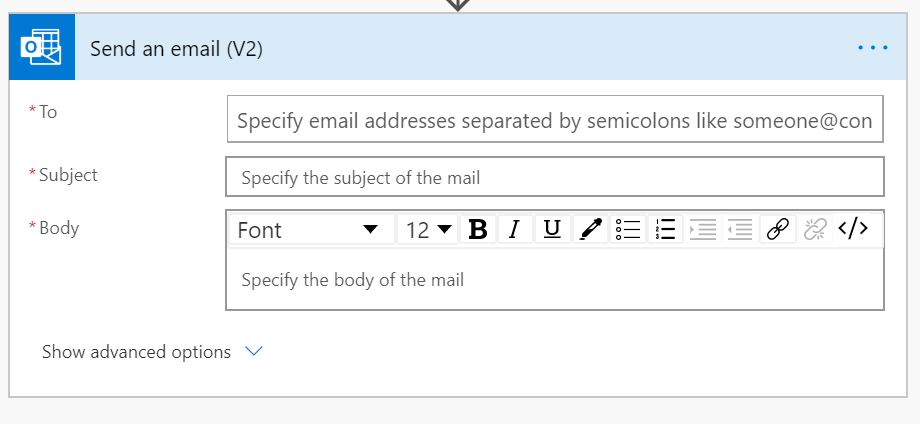 Send an email (V2)
* To
Specify email addresses separated by semicolons like someone@con
* Subject
Specify the subject of the mail
* Body
Font 12 B I U </>
Specify the body of the mail
Show advanced options